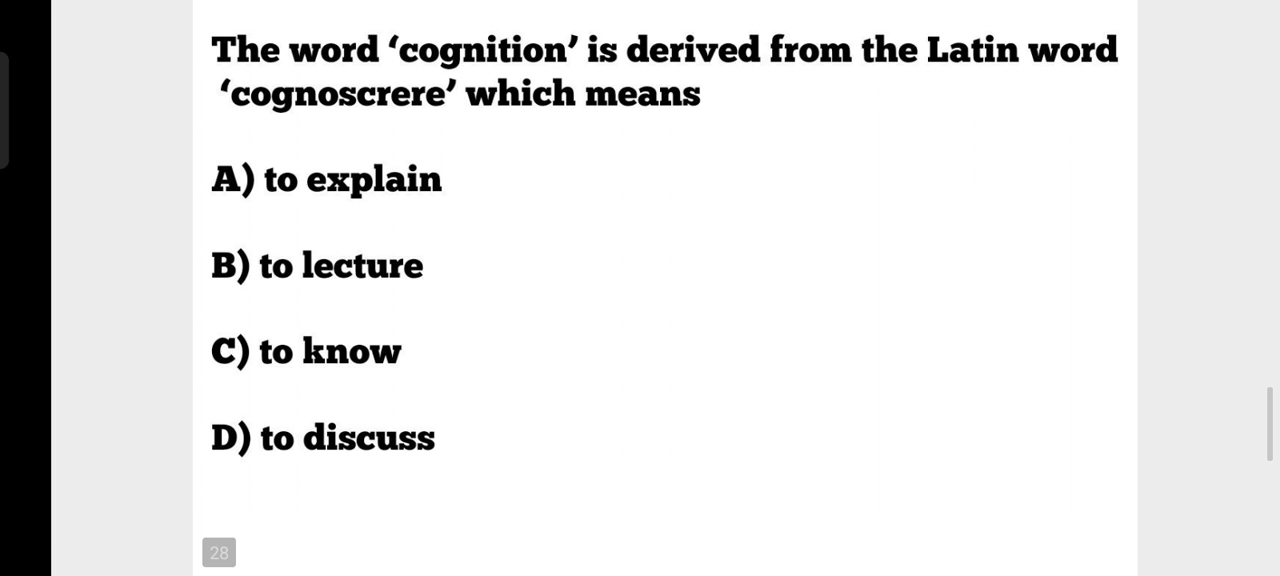 The word ‘cognition’ is derived from the Latin word
‘cognoscrere’ which means
A) to explain
B) to lecture
C) to know
D) to discuss
28